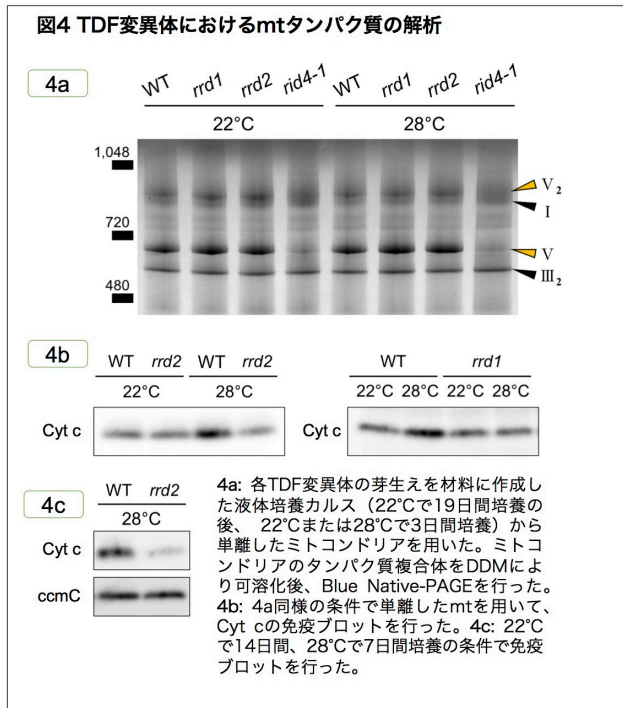 図4 TDF変異体におけるmtタンパク質の解析
4a
WT rrd1 rrd2 rid4-1 WT rrd1 rrd2 rid4-1
22°C 28°C
1,048
720
480
V₂
I
V
III₂
4b
WT rrd2 WT rrd2
22°C 28°C
Cyt c
WT rrd1
22°C 28°C 22°C 28°C
Cyt c
4c
WT rrd2
28°C
Cyt c
ccmC
4a: 各TDF変異体の芽生えを材料に作成し
た液体培養カルス（22°Cで19日間培養の
後、 22°Cまたは28°Cで3日間培養）から
単離したミトコンドリアを用いた。ミトコ
ンドリアのタンパク質複合体をDDMによ
り可溶化後、Blue Native-PAGEを行った。
4b: 4a同様の条件で単離したmtを用いて、
Cyt cの免疫ブロットを行った。4c: 22°C
で14日間、28°Cで7日間培養の条件で免疫
ブロットを行った。